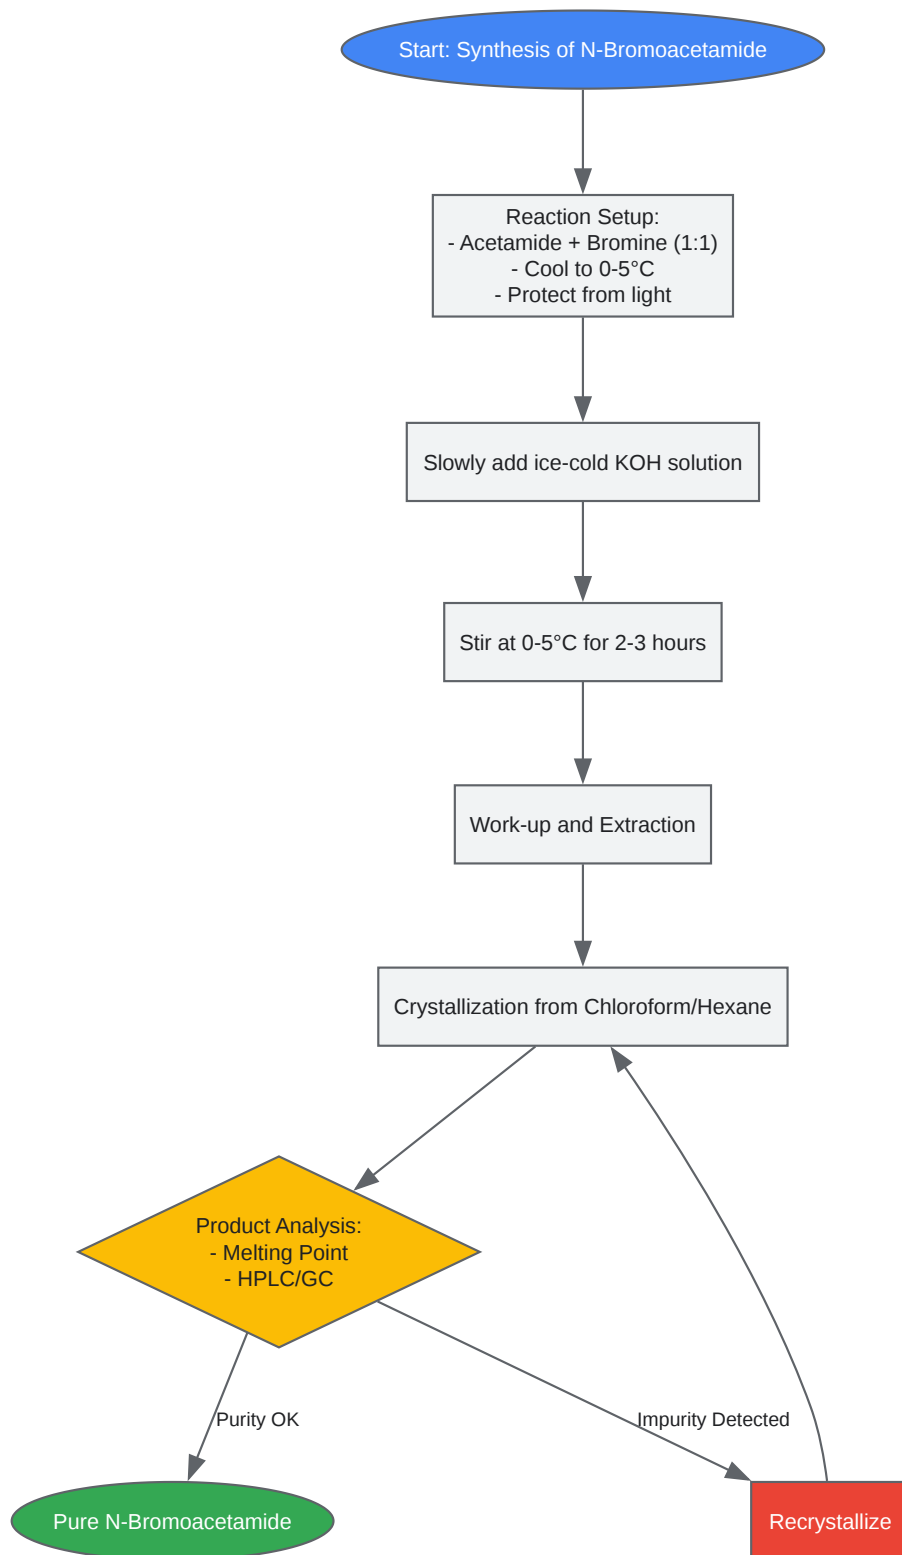 Start: Synthesis of N-Bromoacetamide
Reaction Setup:
- Acetamide + Bromine (1:1)
- Cool to 0-5°C
- Protect from light
Slowly add ice-cold KOH solution
Stir at 0-5°C for 2-3 hours
Work-up and Extraction
Crystallization from Chloroform/Hexane
Product Analysis:
- Melting Point
- HPLC/GC
Purity OK
Impurity Detected
Pure N-Bromoacetamide
Recrystallize